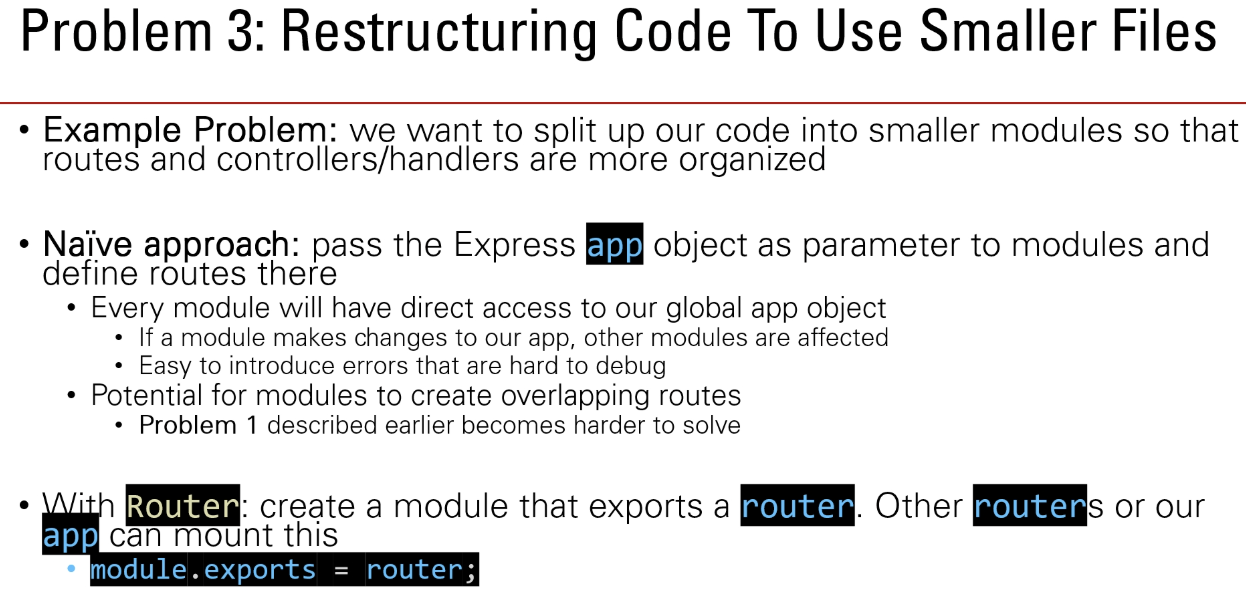 Problem 3: Restructuring Code To Use Smaller Files
• Example Problem: we want to split up our code into smaller modules so that
routes and controllers/handlers are more organized
• Naïve approach: pass the Express app object as parameter to modules and
define routes there
• Every module will have direct access to our global app object
• If a module makes changes to our app, other modules are affected
• Easy to introduce errors that are hard to debug
• Potential for modules to create overlapping routes
• Problem 1 described earlier becomes harder to solve
• With Router: create a module that exports a router. Other routers or our
app can mount this
• module.exports = router;